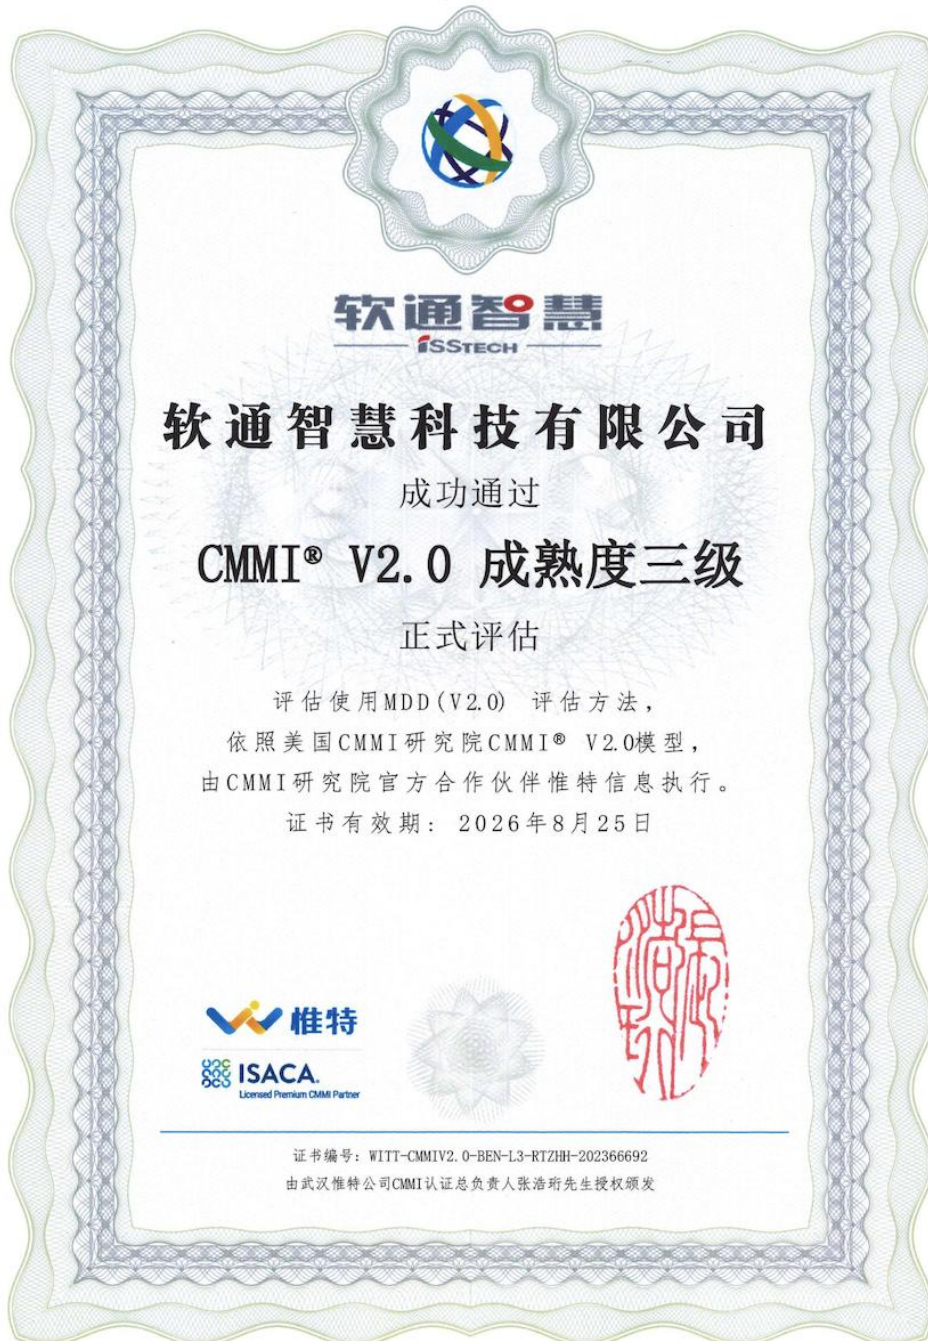 软通智慧
iSSTECH
软通智慧科技有限公司
成功通过
CMMI® V2.0 成熟度三级
正式评估
评估使用MDD(V2.0) 评估方法，
依照美国CMMI研究院CMMI® V2.0模型，
由CMMI研究院官方合作伙伴惟特信息执行。
证书有效期: 2026年8月25日
惟特
ISACA.
Licensed Premium CMMI Partner
证书编号: WITT-CMMIV2.0-BEN-L3-RTZHH-202366692
由武汉惟特公司CMMI认证总负责人张浩珩先生授权颁发